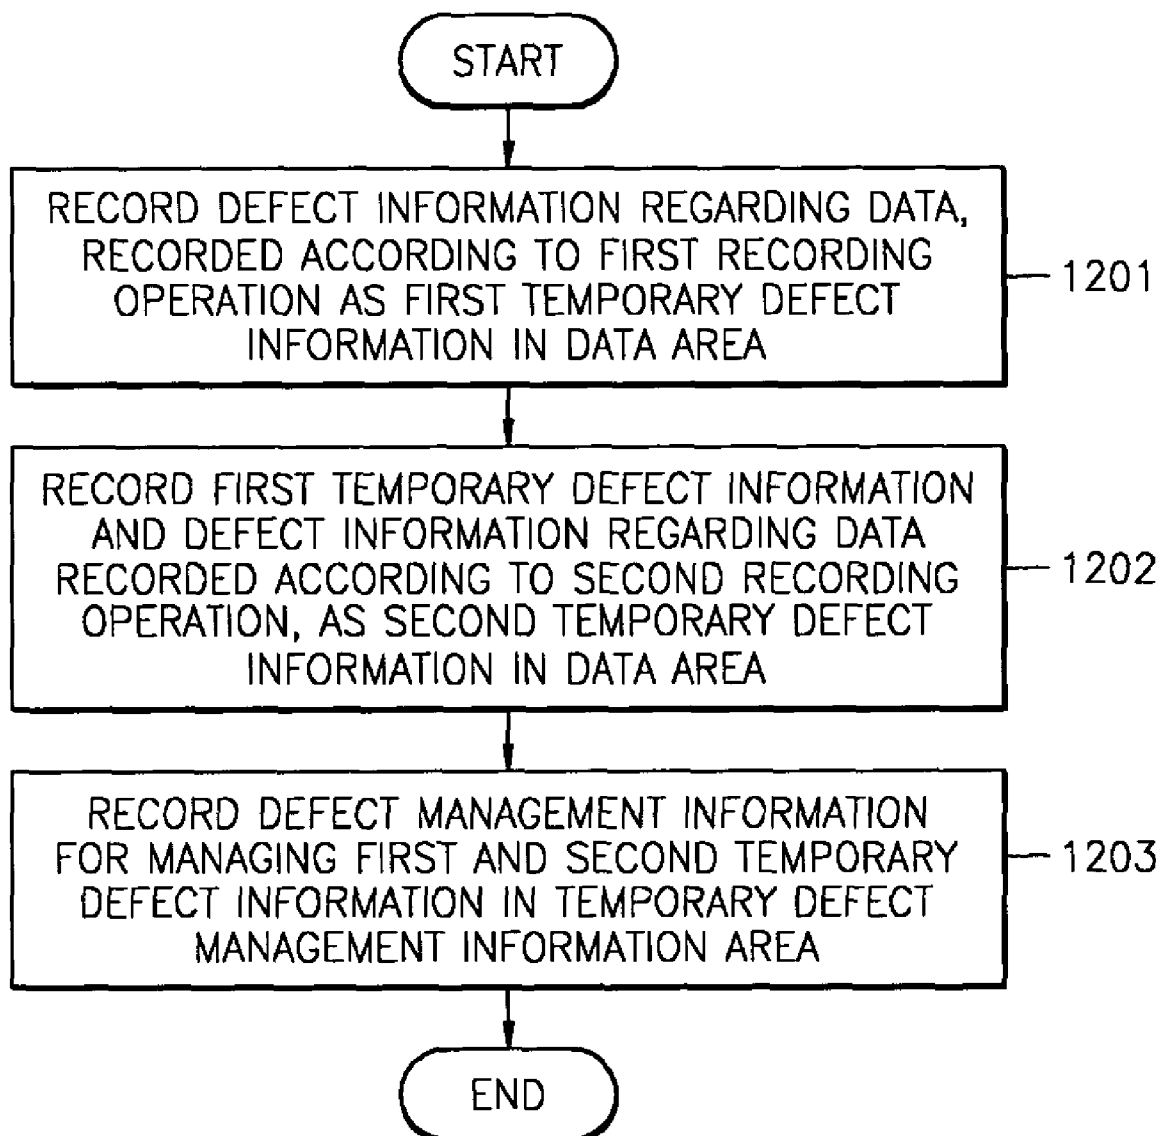 START
RECORD DEFECT INFORMATION REGARDING DATA,
RECORDED ACCORDING TO FIRST RECORDING
OPERATION AS FIRST TEMPORARY DEFECT
INFORMATION IN DATA AREA
1201
RECORD FIRST TEMPORARY DEFECT INFORMATION
AND DEFECT INFORMATION REGARDING DATA
RECORDED ACCORDING TO SECOND RECORDING
OPERATION, AS SECOND TEMPORARY DEFECT
INFORMATION IN DATA AREA
1202
RECORD DEFECT MANAGEMENT INFORMATION
FOR MANAGING FIRST AND SECOND TEMPORARY
DEFECT INFORMATION IN TEMPORARY DEFECT
MANAGEMENT INFORMATION AREA
1203
END